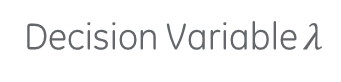 Decision Variable λ